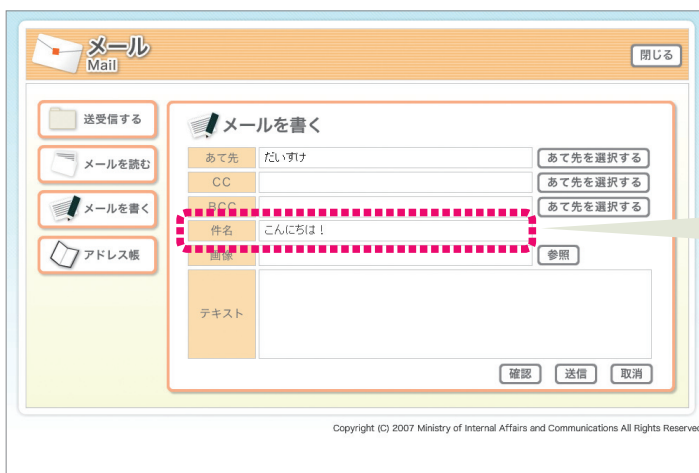 メール
Mail
閉じる
送受信する
メールを読む
メールを書く
アドレス帳
メールを書く
あて先 だいすけ あて先を選択する
CC あて先を選択する
BCC あて先を選択する
件名 こんにちは！
画像 参照
テキスト
確認 送信 取消
Copyright (C) 2007 Ministry of Internal Affairs and Communications All Rights Reserved